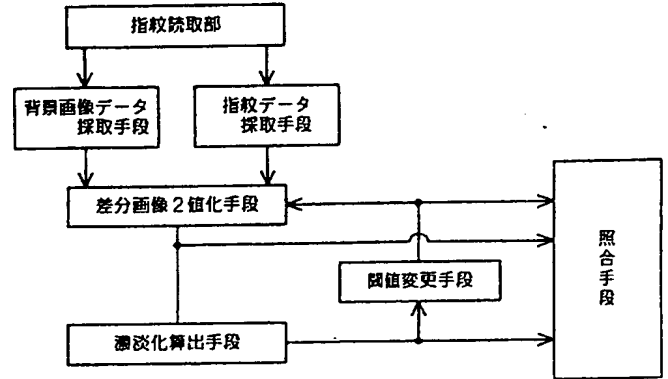 指紋読取部
背景画像データ
採取手段
指紋データ
採取手段
差分画像2値化手段
照合手段
閾値変更手段
濃淡化算出手段